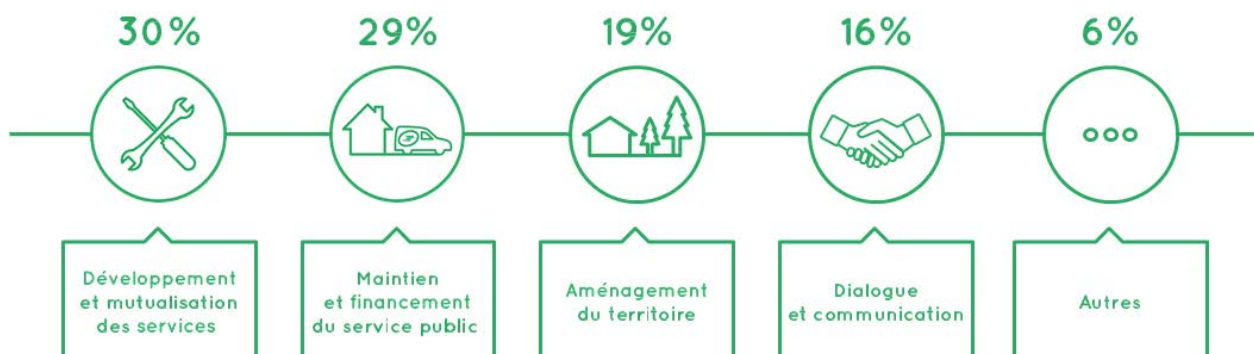 30%
29%
19%
16%
6%
Développement
et mutualisation
des services
Maintien
et financement
du service public
Aménagement
du territoire
Dialogue
et communication
Autres